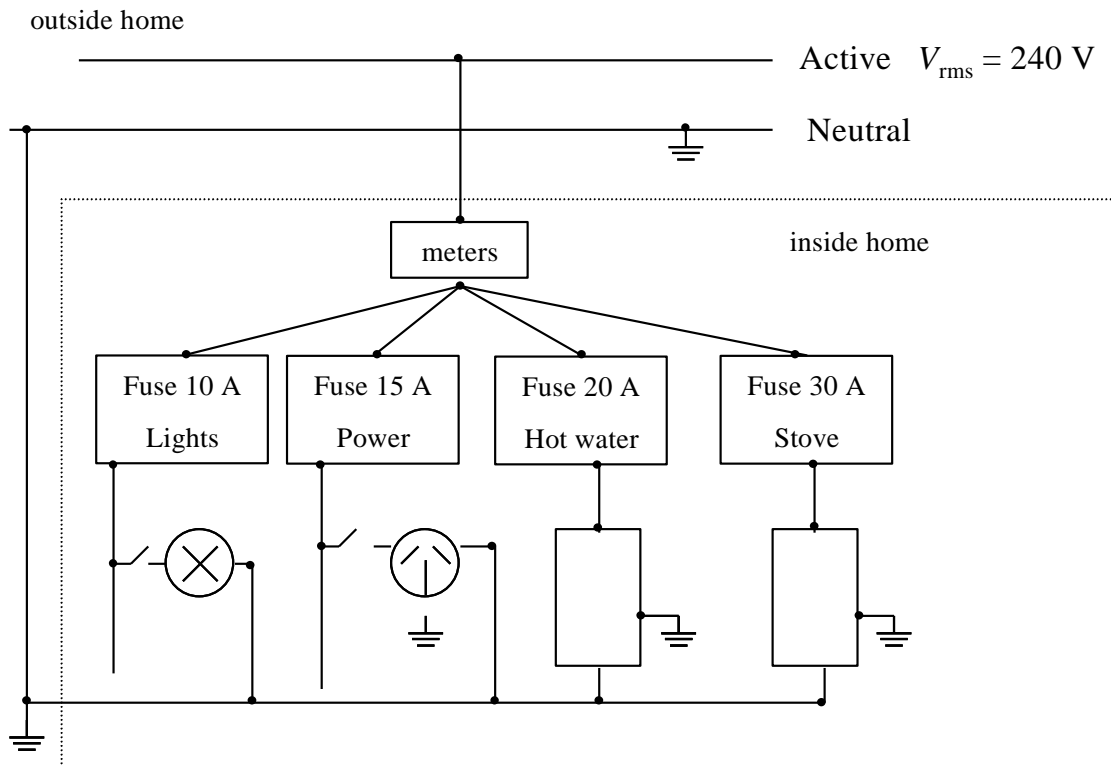 outside home
Active V_rms = 240 V
Neutral
inside home
meters
Fuse 10 A
Lights
Fuse 15 A
Power
Fuse 20 A
Hot water
Fuse 30 A
Stove